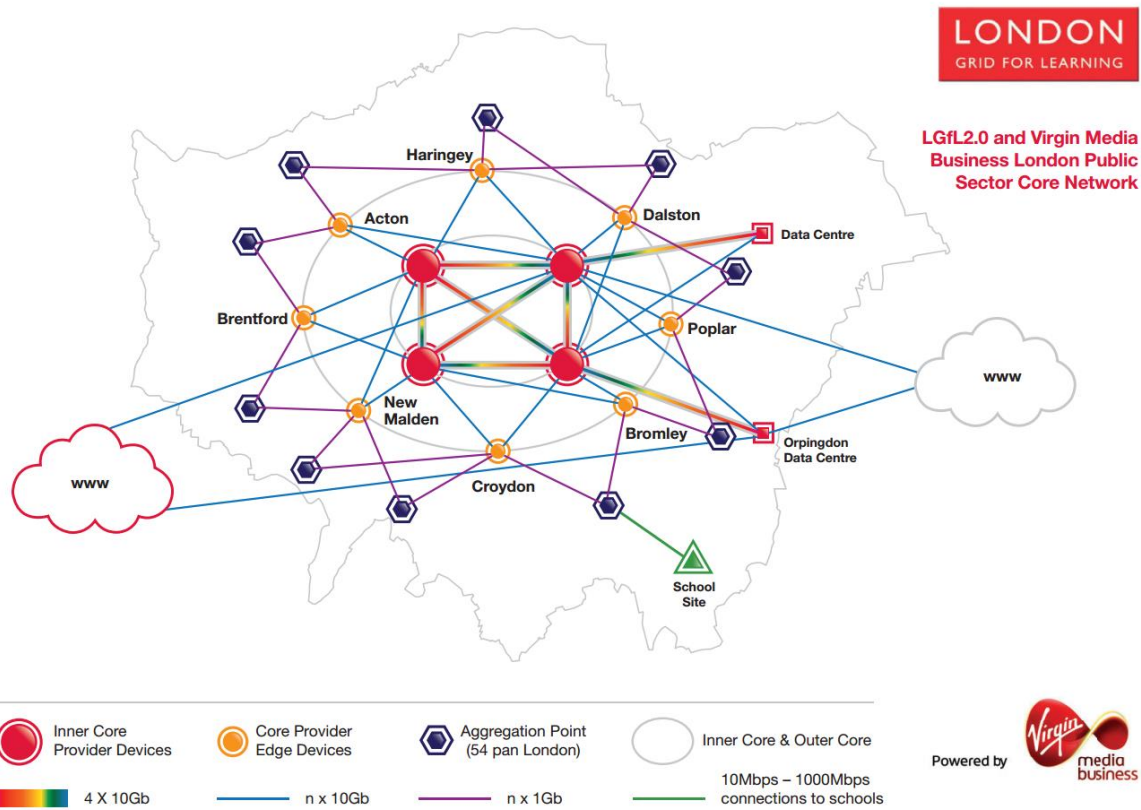 LONDON
GRID FOR LEARNING
LGfL2.0 and Virgin Media
Business London Public
Sector Core Network
Haringey
Acton
Dalston
Data Centre
Brentford
Poplar
www
New
Malden
Bromley
Orpingdon
Data Centre
www
Croydon
School
Site
Inner Core
Provider Devices
Core Provider
Edge Devices
Aggregation Point
(54 pan London)
Inner Core & Outer Core
4 X 10Gb
n x 10Gb
n x 1Gb
10Mbps – 1000Mbps
connections to schools
Powered by
Virgin
media
business